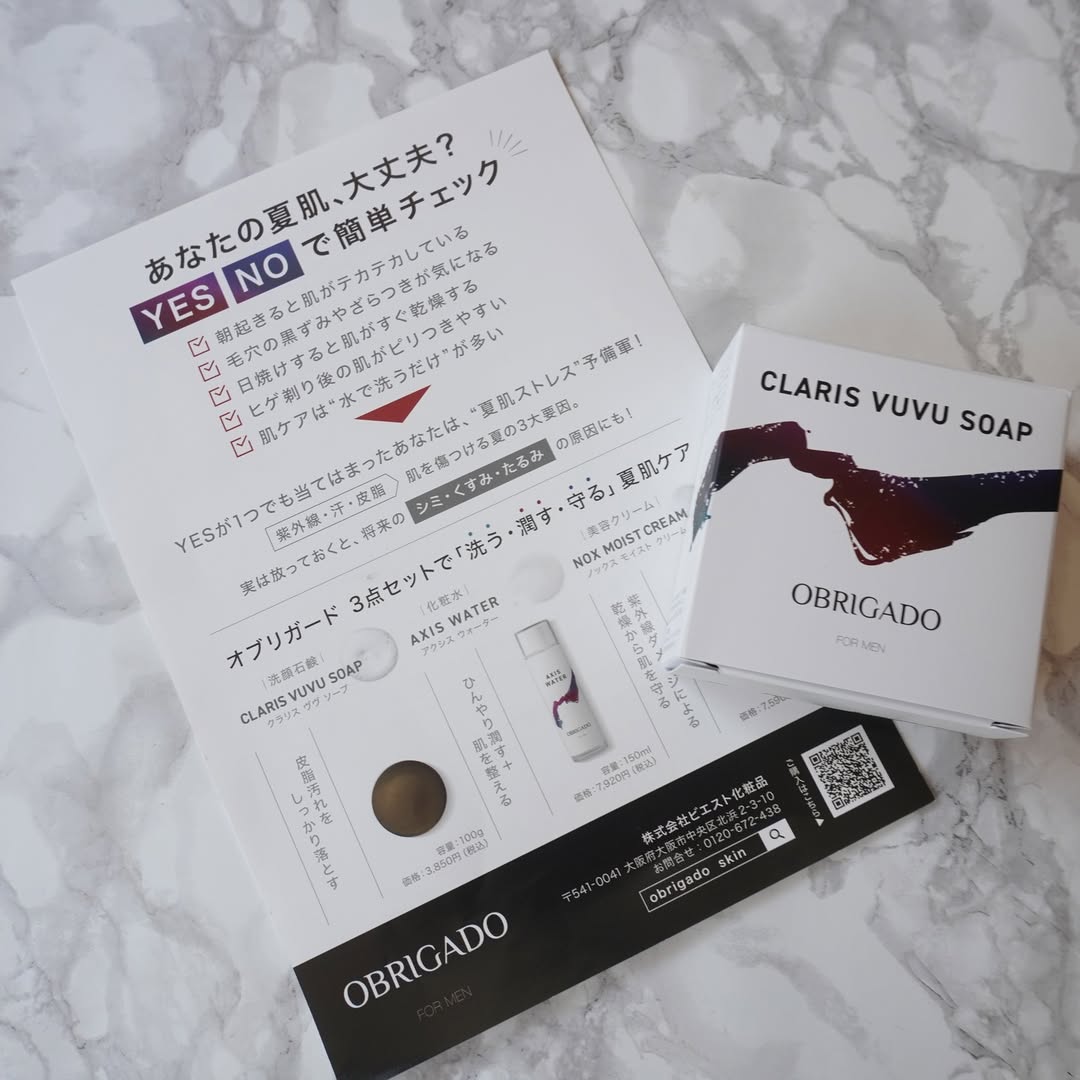 あなたの夏肌、大丈夫?
YES NO で簡単チェック
朝起きると肌がテカテカしている
毛穴の黒ずみやざらつきが気になる
日焼けすると肌がすぐ乾燥する
ヒゲ剃り後の肌がピリつきやすい
肌ケアは"水で洗うだけ"が多い
YESが1つでも当てはまったあなたは、"夏肌ストレス"予備軍!
紫外線・汗・皮脂 肌を傷つける夏の3大要因。
実は放っておくと、将来の シミ・くすみ・たるみ の原因にも!
オブリガード 3点セットで「洗う・潤す・守る」夏肌ケア
洗顔石鹸
CLARIS VUVU SOAP
クラリス ヴヴ ソープ
皮脂汚れを
しっかり落とす
容量:100g
価格:3,850円(税込)
化粧水
AXIS WATER
アクシス ウォーター
ひんやり潤す+
肌を整える
AXIS
WATER
OBRIGADO
容量:150ml
価格:7,920円(税込)
美容クリーム
NOX MOIST CREAM
ノックス モイスト クリーム
紫外線ダメージによる
乾燥から肌を守る
価格:7,590
OBRIGADO
FOR MEN
株式会社ビエスト化粧品
〒541-0041 大阪府大阪市中央区北浜2-3-10
お問合せ:0120-672-438
obrigado skin
ご購入はこちら▶
CLARIS VUVU SOAP
OBRIGADO
FOR MEN